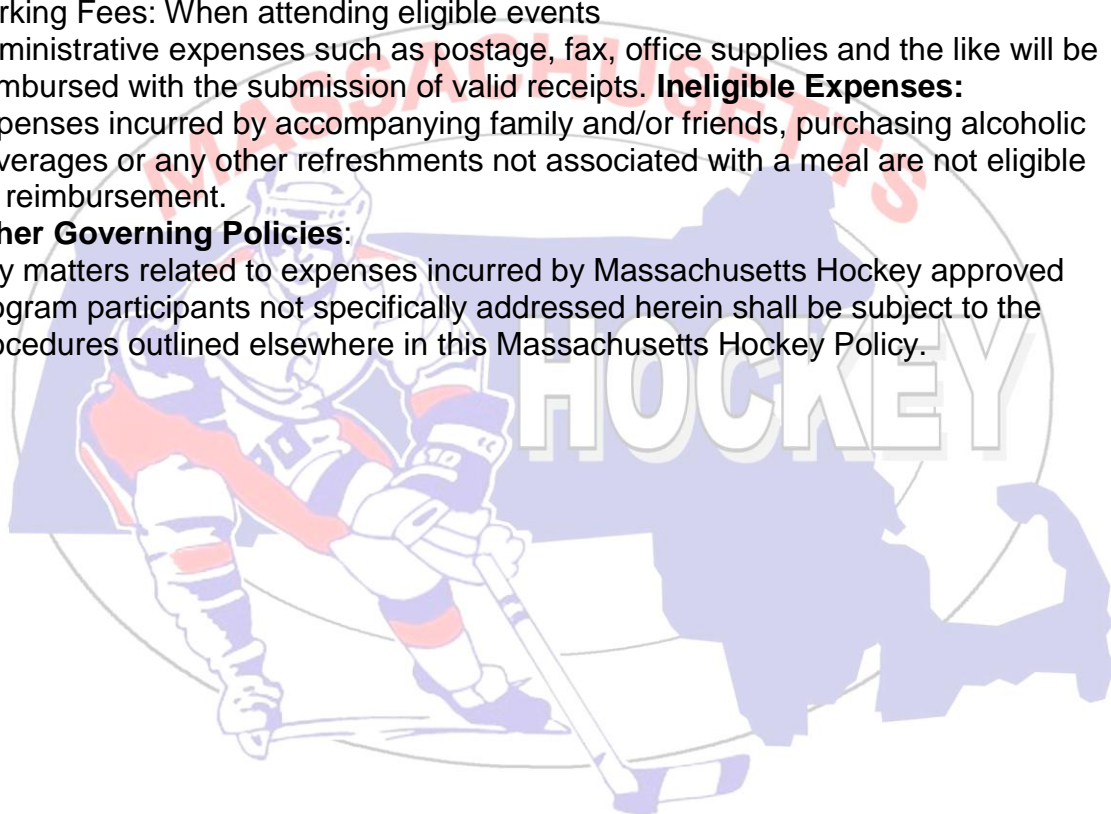 rking Fees: When attending eligible events
ministrative expenses such as postage, fax, office supplies and the like will be
mbursed with the submission of valid receipts. Ineligible Expenses:
penses incurred by accompanying family and/or friends, purchasing alcoholic
verages or any other refreshments not associated with a meal are not eligible
reimbursement.
her Governing Policies:
y matters related to expenses incurred by Massachusetts Hockey approved
ogram participants not specifically addressed herein shall be subject to the
ocedures outlined elsewhere in this Massachusetts Hockey Policy.
MASSACHUSETTS
HOCKEY
10